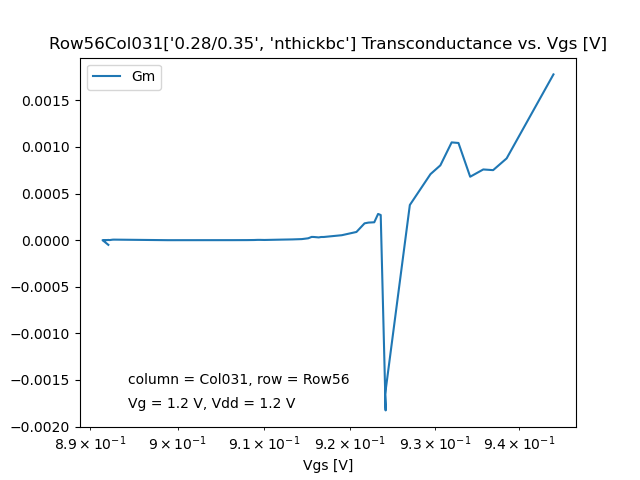 Row56Col031['0.28/0.35', 'nthickbc'] Transconductance vs. Vgs [V]
Gm
0.0015
0.0010
0.0005
0.0000
−0.0005
−0.0010
−0.0015
−0.0020
column = Col031, row = Row56
Vg = 1.2 V, Vdd = 1.2 V
8.9 × 10⁻¹ 9 × 10⁻¹ 9.1 × 10⁻¹ 9.2 × 10⁻¹ 9.3 × 10⁻¹ 9.4 × 10⁻¹
Vgs [V]